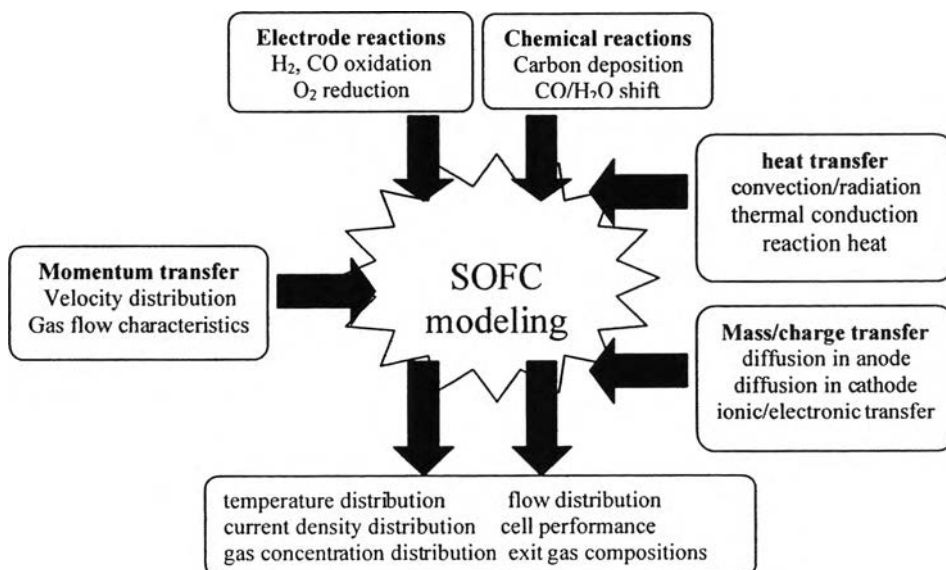 Electrode reactions
H₂, CO oxidation
O₂ reduction
Chemical reactions
Carbon deposition
CO/H₂O shift
heat transfer
convection/radiation
thermal conduction
reaction heat
Momentum transfer
Velocity distribution
Gas flow characteristics
SOFC
modeling
Mass/charge transfer
diffusion in anode
diffusion in cathode
ionic/electronic transfer
temperature distribution flow distribution
current density distribution cell performance
gas concentration distribution exit gas compositions